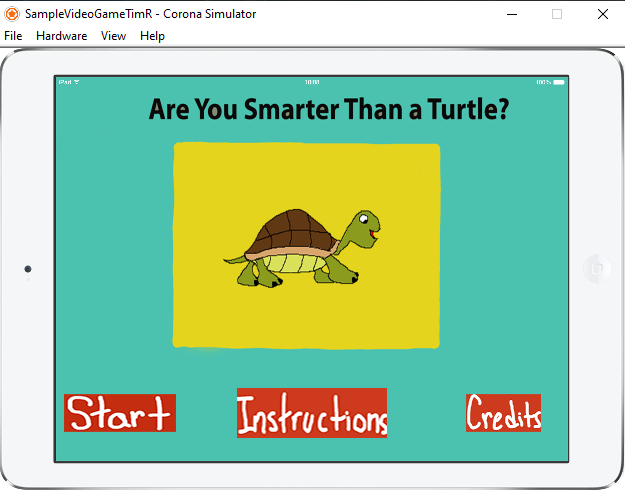 SampleVideoGameTimR - Corona Simulator
File Hardware View Help
iPad 10:08 100%
Are You Smarter Than a Turtle?
Start Instructions Credits